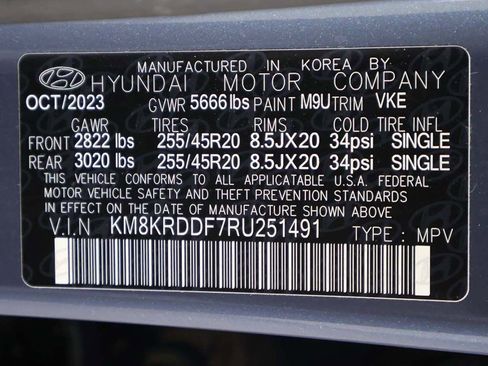 MANUFACTURED IN KOREA BY
HYUNDAI MOTOR COMPANY
OCT/2023 GVWR 5666 lbs PAINT M9U TRIM VKE
GAWR TIRES RIMS COLD TIRE INFL
FRONT 2822 lbs 255/45R20 8.5JX20 34psi SINGLE
REAR 3020 lbs 255/45R20 8.5JX20 34psi SINGLE
THIS VEHICLE CONFORMS TO ALL APPLICATABLE U.S.A. FEDERAL
MOTOR VEHICLE SAFETY AND THEFT PREVENTION STANDARDS
IN EFFECT ON THE DATE OF MANUFACTURE SHOWN ABOVE
V.I.N KM8KRDDF7RU251491 TYPE : MPV